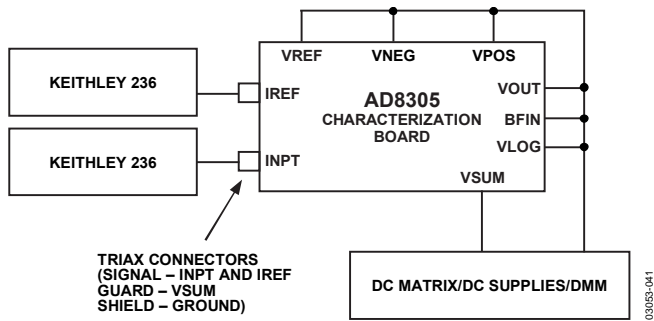 VREF VNEG VPOS
KEITHLEY 236
IREF
AD8305
CHARACTERIZATION
BOARD
VOUT
BFIN
VLOG
KEITHLEY 236
INPT
VSUM
TRIAX CONNECTORS
(SIGNAL – INPT AND IREF
GUARD – VSUM
SHIELD – GROUND)
DC MATRIX/DC SUPPLIES/DMM
03053-041